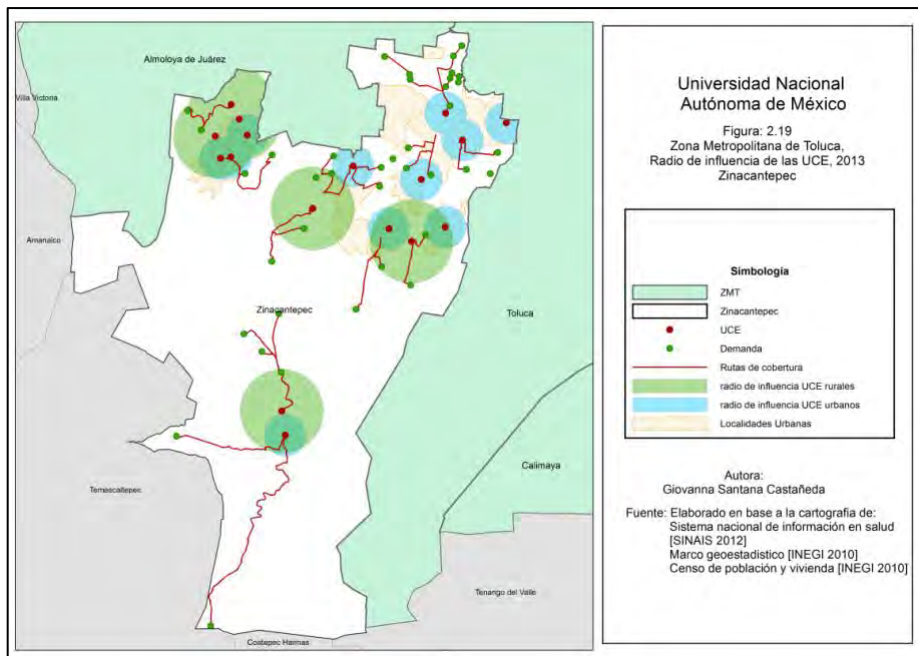 Almoloya de Juárez
Villa Victoria
Amanalco
Zinacantepec
Toluca
Calimaya
Temascaltepec
Tenango del Valle
Coatepec Harinas
Universidad Nacional
Autónoma de México
Figura: 2.19
Zona Metropolitana de Toluca,
Radio de influencia de las UCE, 2013
Zinacantepec
Simbología
ZMT
Zinacantepec
UCE
Demanda
Rutas de cobertura
radio de influencia UCE rurales
radio de influencia UCE urbanos
Localidades Urbanas
Autora:
Giovanna Santana Castañeda
Fuente: Elaborado en base a la cartografia de:
Sistema nacional de información en salud
[SINAIS 2012]
Marco geoestadistico [INEGI 2010]
Censo de población y vivienda [INEGI 2010]